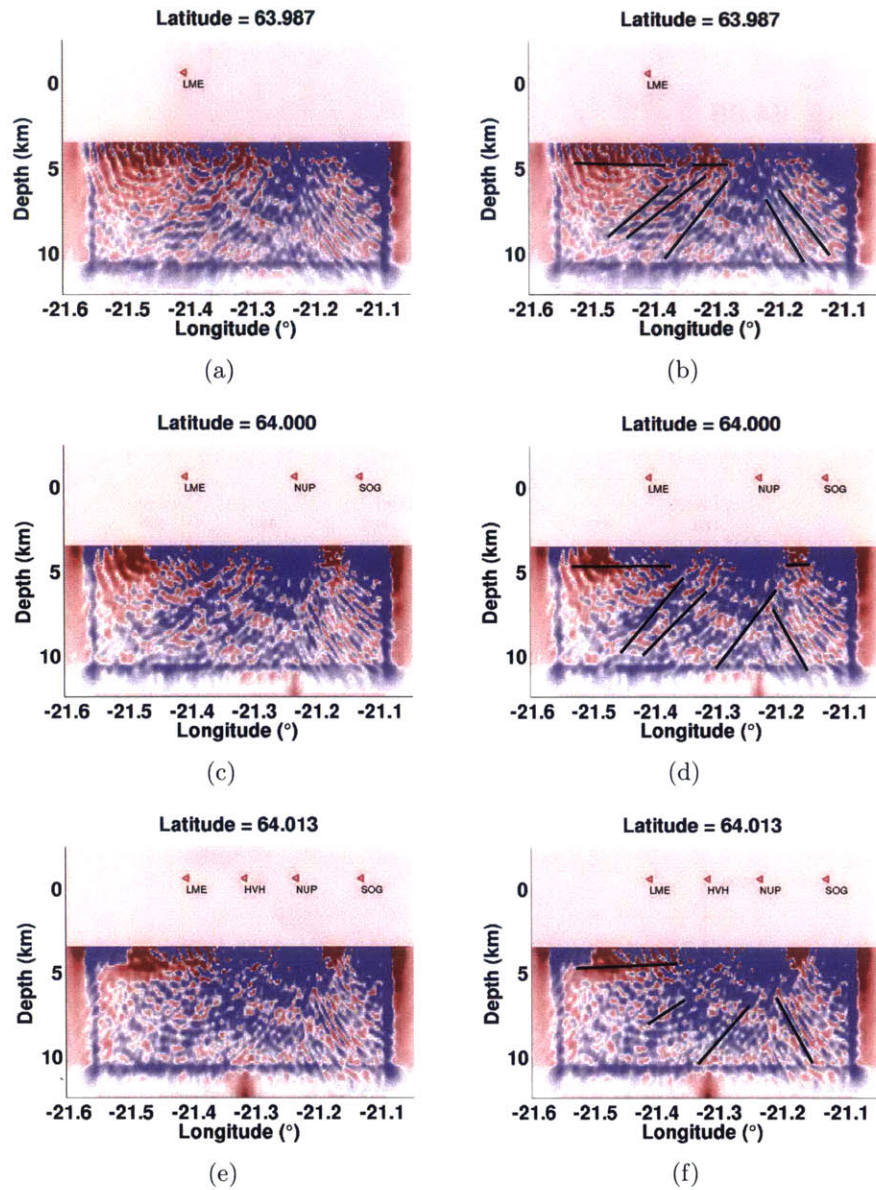 Latitude = 63.987
Depth (km)
0
5
10
LME
-21.6 -21.5 -21.4 -21.3 -21.2 -21.1
Longitude (°)
(a)
Latitude = 63.987
Depth (km)
0
5
10
LME
-21.6 -21.5 -21.4 -21.3 -21.2 -21.1
Longitude (°)
(b)
Latitude = 64.000
Depth (km)
0
5
10
LME NUP SOG
-21.6 -21.5 -21.4 -21.3 -21.2 -21.1
Longitude (°)
(c)
Latitude = 64.000
Depth (km)
0
5
10
LME NUP SOG
-21.6 -21.5 -21.4 -21.3 -21.2 -21.1
Longitude (°)
(d)
Latitude = 64.013
Depth (km)
0
5
10
LME HVH NUP SOG
-21.6 -21.5 -21.4 -21.3 -21.2 -21.1
Longitude (°)
(e)
Latitude = 64.013
Depth (km)
0
5
10
LME HVH NUP SOG
-21.6 -21.5 -21.4 -21.3 -21.2 -21.1
Longitude (°)
(f)